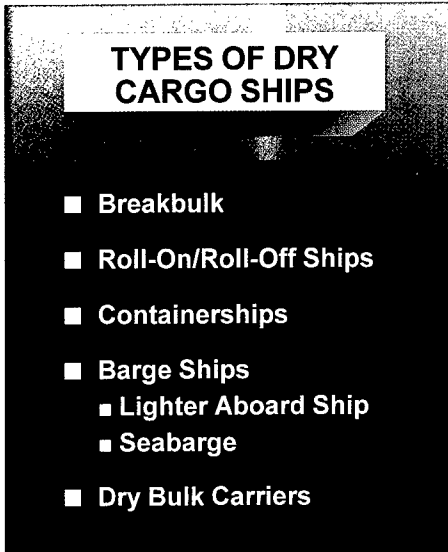 TYPES OF DRY
CARGO SHIPS
■ Breakbulk
■ Roll-On/Roll-Off Ships
■ Containerships
■ Barge Ships
■ Lighter Aboard Ship
■ Seabarge
■ Dry Bulk Carriers